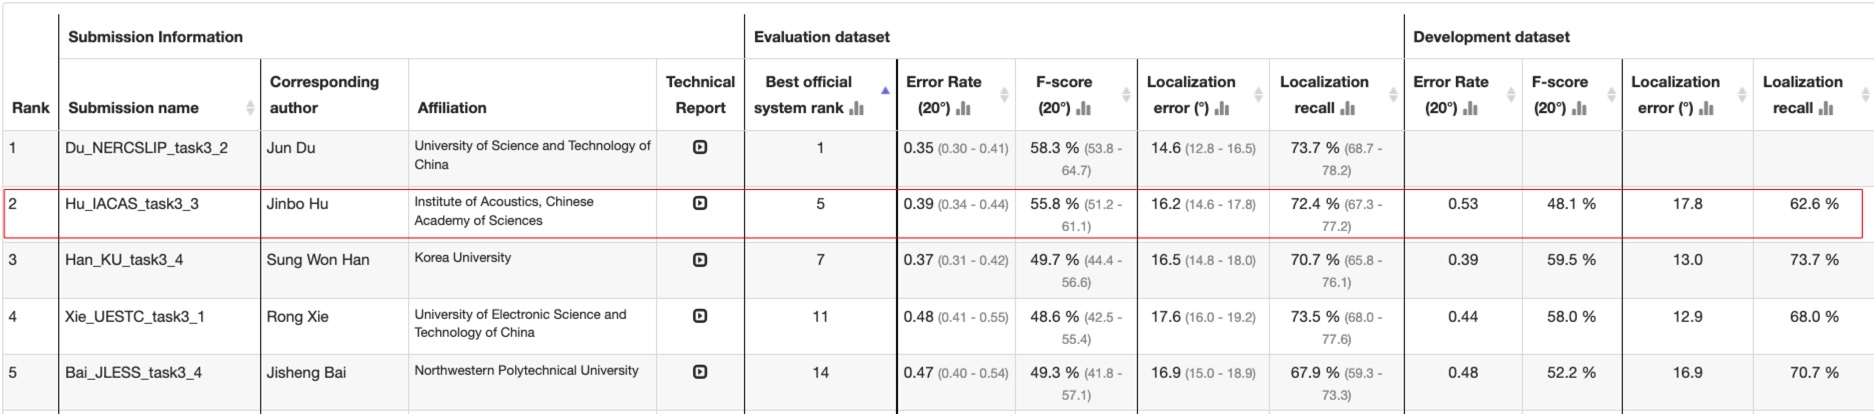 Submission Information Evaluation dataset Development dataset
Corresponding Technical Best official Error Rate F-score Localization Localization Error Rate F-score Localization Loalization
Rank Submission name author Affiliation Report system rank (20°) (20°) error (°) recall (20°) (20°) error (°) recall
1 Du_NERCSLIP_task3_2 Jun Du University of Science and Technology of 1 0.35 (0.30 - 0.41) 58.3 % (53.8 - 14.6 (12.8 - 16.5) 73.7 % (68.7 -
China 64.7) 78.2)
2 Hu_IACAS_task3_3 Jinbo Hu Institute of Acoustics, Chinese 5 0.39 (0.34 - 0.44) 55.8 % (51.2 - 16.2 (14.6 - 17.8) 72.4 % (67.3 - 0.53 48.1 % 17.8 62.6 %
Academy of Sciences 61.1) 77.2)
3 Han_KU_task3_4 Sung Won Han Korea University 7 0.37 (0.31 - 0.42) 49.7 % (44.4 - 16.5 (14.8 - 18.0) 70.7 % (65.8 - 0.39 59.5 % 13.0 73.7 %
56.6) 76.1)
4 Xie_UESTC_task3_1 Rong Xie University of Electronic Science and 11 0.48 (0.41 - 0.55) 48.6 % (42.5 - 17.6 (16.0 - 19.2) 73.5 % (68.0 - 0.44 58.0 % 12.9 68.0 %
Technology of China 55.4) 77.6)
5 Bai_JLESS_task3_4 Jisheng Bai Northwestern Polytechnical University 14 0.47 (0.40 - 0.54) 49.3 % (41.8 - 16.9 (15.0 - 18.9) 67.9 % (59.3 - 0.48 52.2 % 16.9 70.7 %
57.1) 73.3)